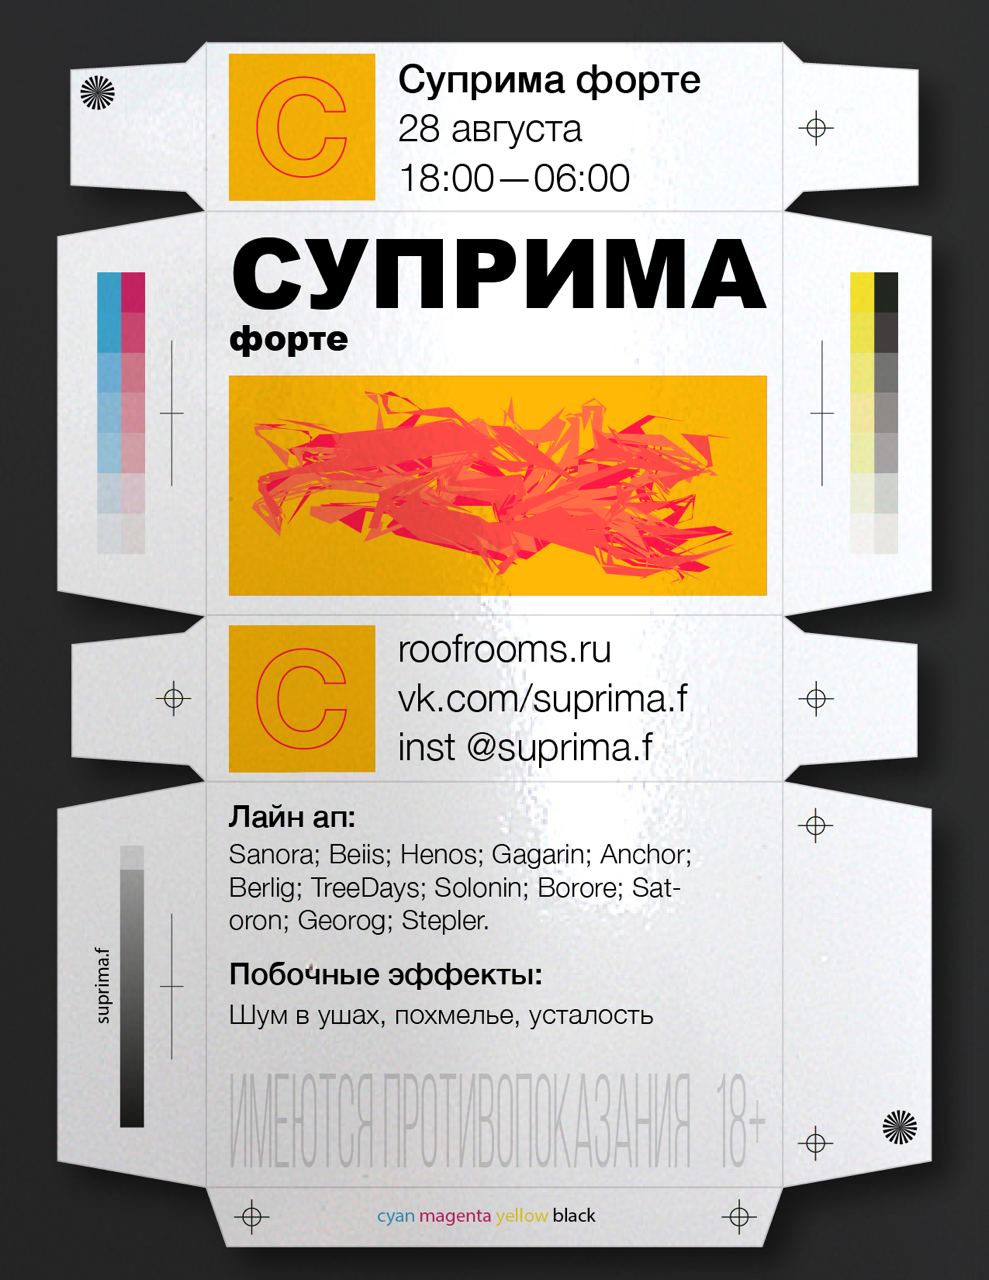 С
Суприма форте
28 августа
18:00—06:00
СУПРИМА
форте
С
roofrooms.ru
vk.com/suprima.f
inst @suprima.f
Лайн ап:
Sanora; Beiis; Henos; Gagarin; Anchor;
Berlig; TreeDays; Solonin; Borore; Sat-
oron; Georog; Stepler.
Побочные эффекты:
Шум в ушах, похмелье, усталость
suprima.f
ИМЕЮТСЯ ПРОТИВОПОКАЗАНИЯ 18+
cyan magenta yellow black